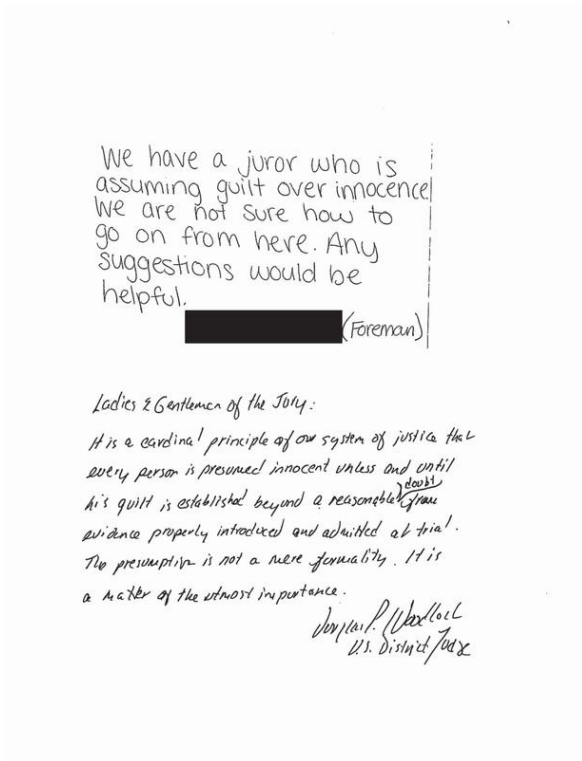 We have a juror who is
assuming guilt over innocence
We are not sure how to
go on from here. Any
suggestions would be
helpful.
(Foreman)
Ladies & Gentlemen of the Jury:
It is a cardinal principle of our system of justice that
every person is presumed innocent unless and until
his guilt is established beyond a reasonable doubt from
evidence properly introduced and admitted at trial.
The presumption is not a mere formality. It is
a matter of the utmost importance.
Douglas P. Woodlock
U.S. District Judge